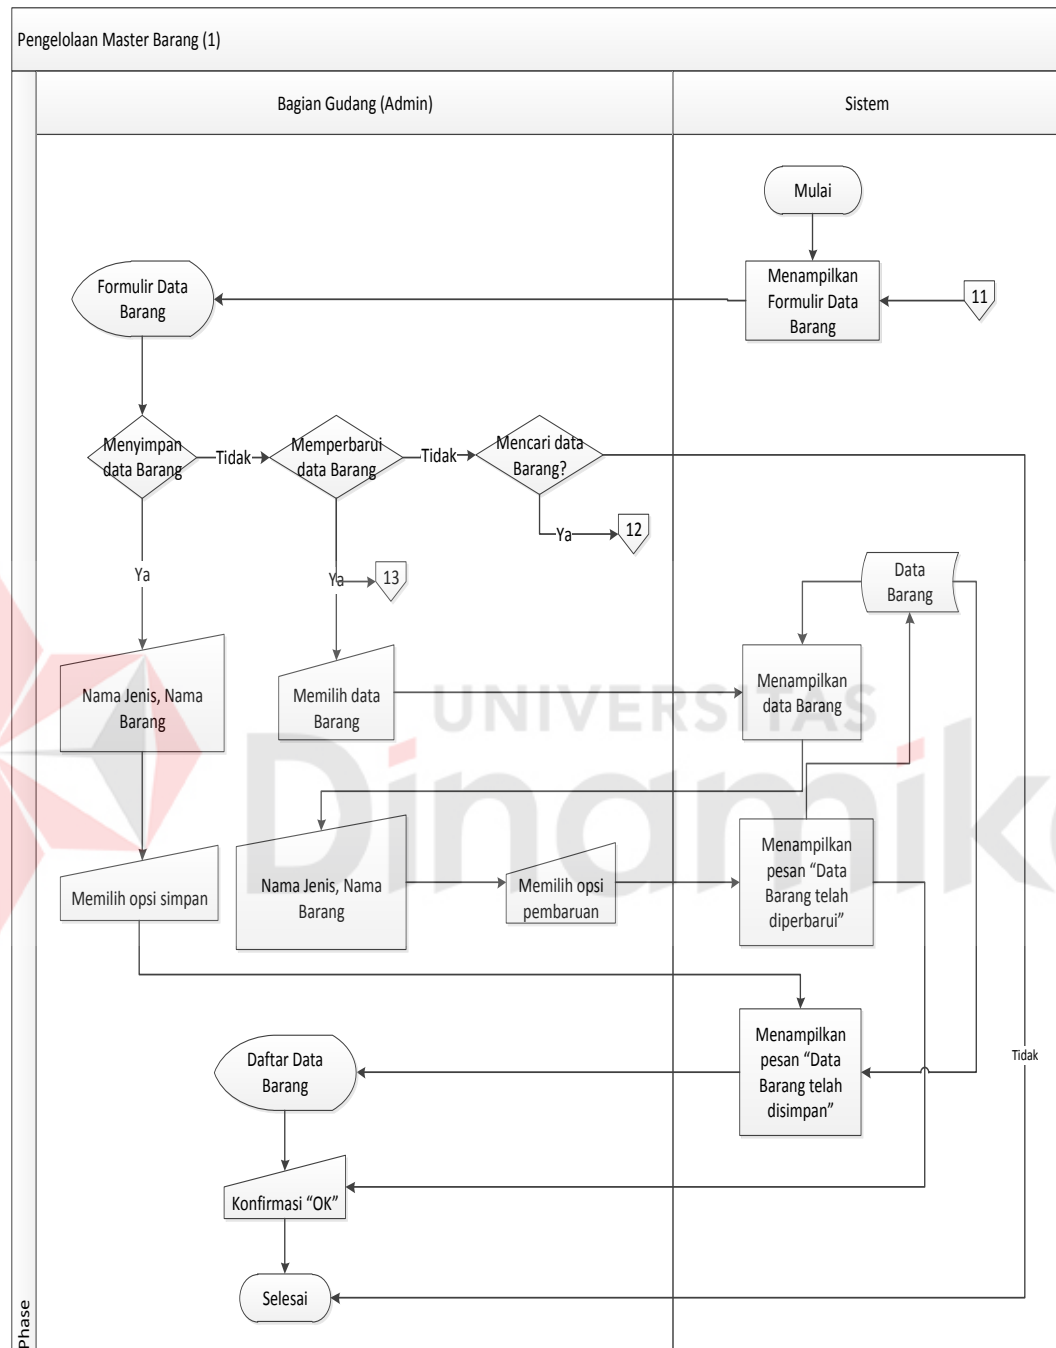 Pengelolaan Master Barang (1)
Bagian Gudang (Admin)
Sistem
Mulai
Formulir Data
Barang
Menampilkan
Formulir Data
Barang
11
Menyimpan
data Barang
Tidak
Memperbarui
data Barang
Tidak
Mencari data
Barang?
Ya
12
Ya
Ya
13
Data
Barang
Nama Jenis, Nama
Barang
Memilih data
Barang
Menampilkan
data Barang
UNIVERSITAS
Dinamika
Memilih opsi simpan
Nama Jenis, Nama
Barang
Memilih opsi
pembaruan
Menampilkan
pesan “Data
Barang telah
diperbarui”
Daftar Data
Barang
Menampilkan
pesan “Data
Barang telah
disimpan”
Tidak
Konfirmasi “OK”
Selesai
Phase